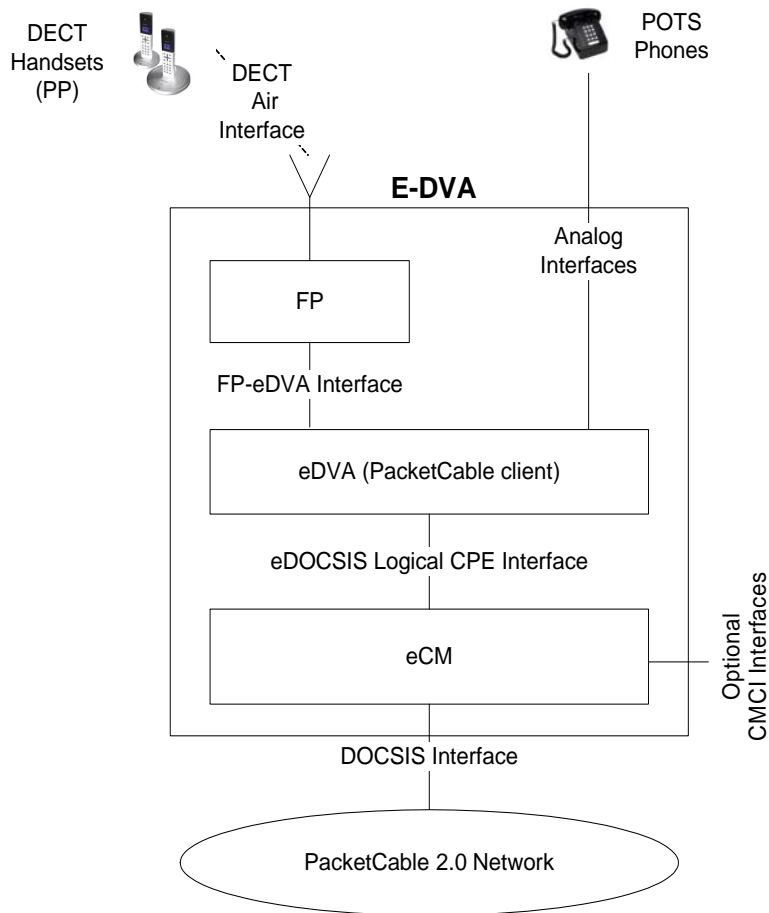 DECT
Handsets
(PP)
DECT
Air
Interface
POTS
Phones
E-DVA
Analog
Interfaces
FP
FP-eDVA Interface
eDVA (PacketCable client)
eDOCSIS Logical CPE Interface
eCM
Optional
CMCI Interfaces
DOCSIS Interface
PacketCable 2.0 Network